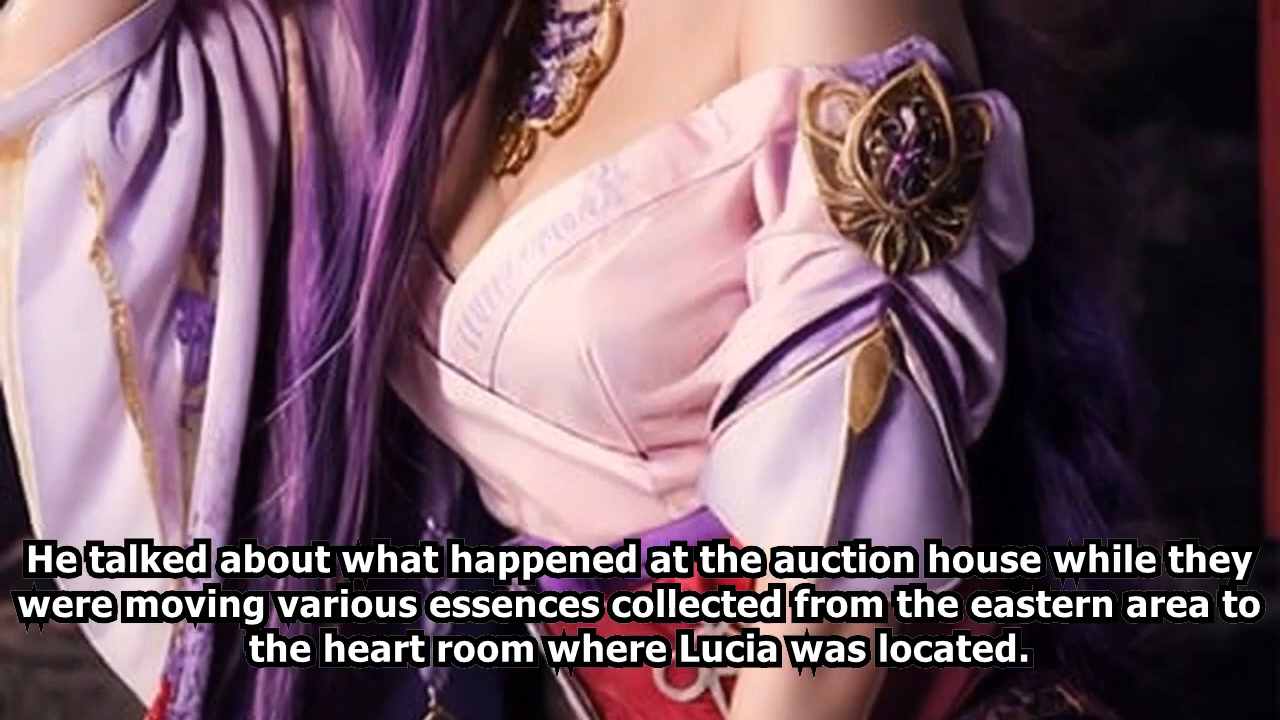 He talked about what happened at the auction house while they
were moving various essences collected from the eastern area to
the heart room where Lucia was located.